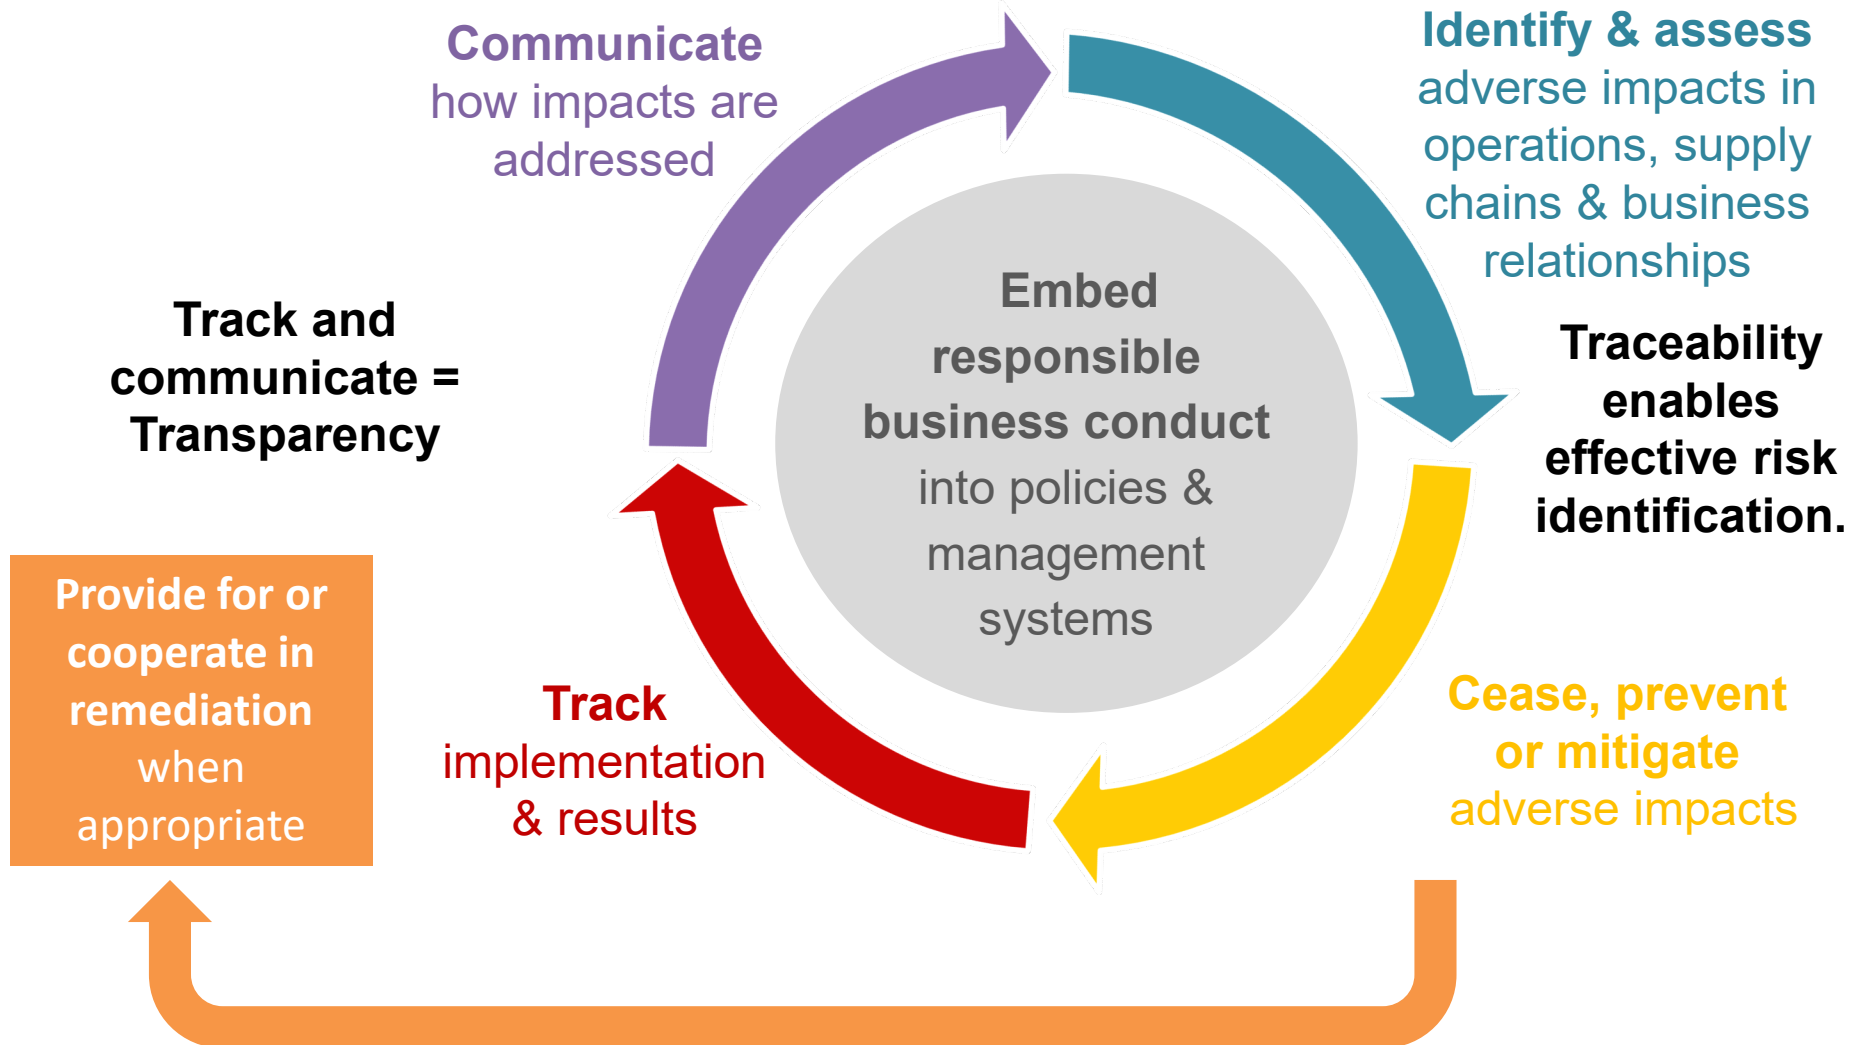 Communicate
how impacts are
addressed
Identify & assess
adverse impacts in
operations, supply
chains & business
relationships
Embed
responsible
business conduct
into policies &
management
systems
Track and
communicate =
Transparency
Traceability
enables
effective risk
identification.
Provide for or
cooperate in
remediation
when
appropriate
Track
implementation
& results
Cease, prevent
or mitigate
adverse impacts